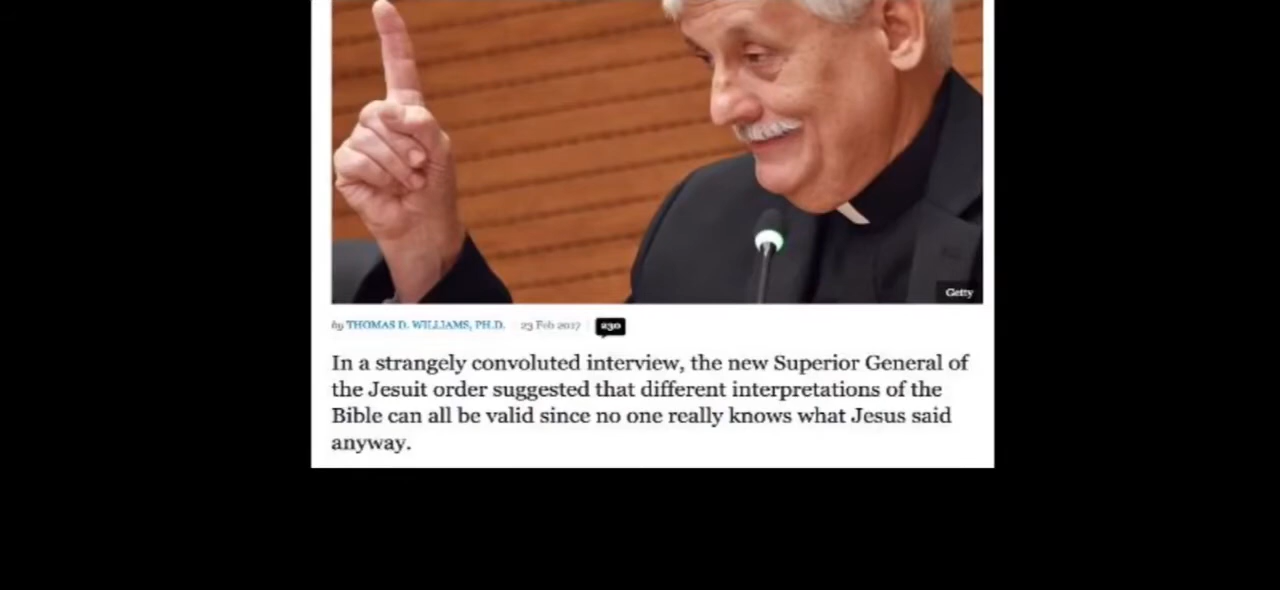 Getty
by THOMAS D. WILLIAMS, PH.D. 23 Feb 2017 230
In a strangely convoluted interview, the new Superior General of
the Jesuit order suggested that different interpretations of the
Bible can all be valid since no one really knows what Jesus said
anyway.